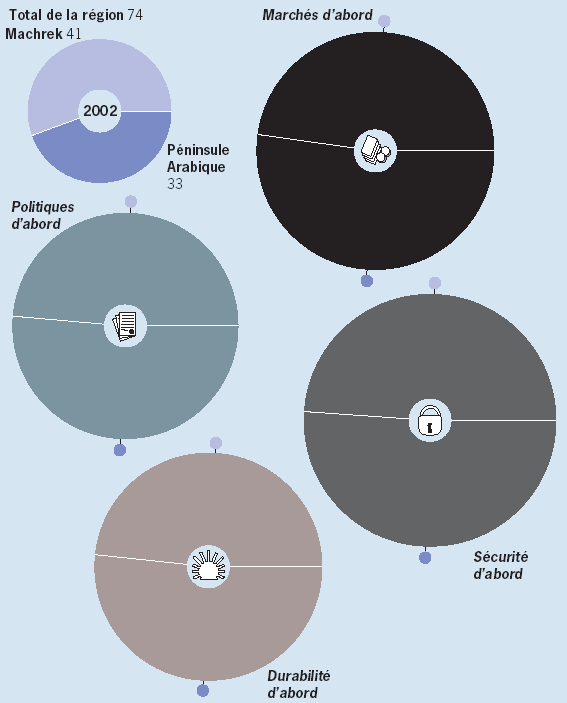 Total de la région 74
Machrek 41
2002
Péninsule
Arabique
33
Marchés d'abord
Politiques
d'abord
Sécurité
d'abord
Durabilité
d'abord